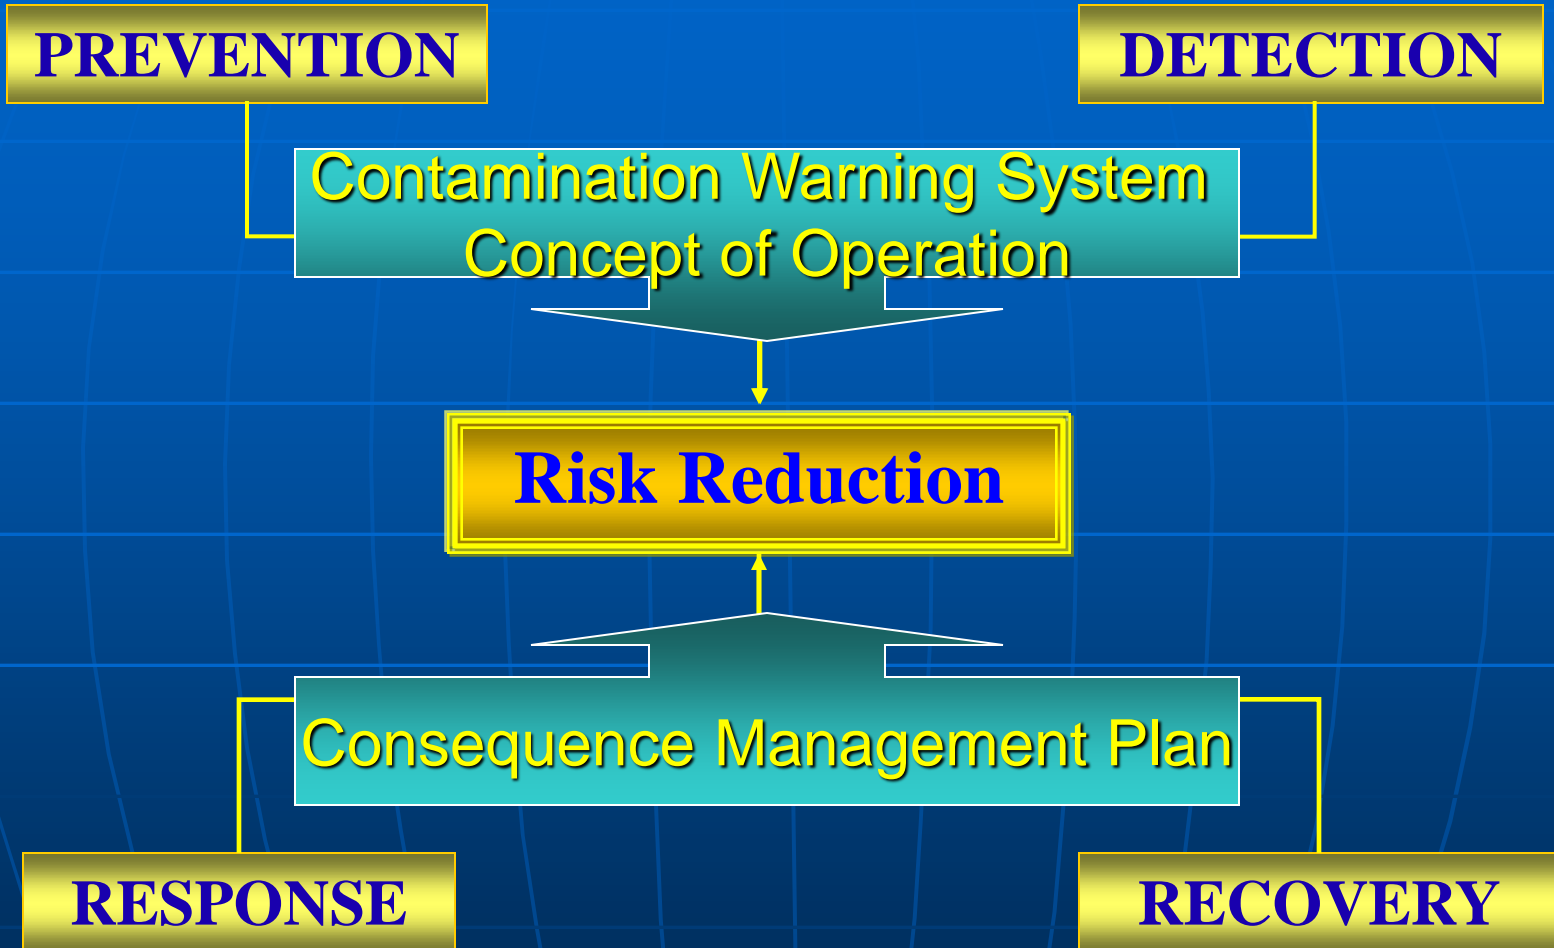 PREVENTION
DETECTION
Contamination Warning System
Concept of Operation
Risk Reduction
Consequence Management Plan
RESPONSE
RECOVERY